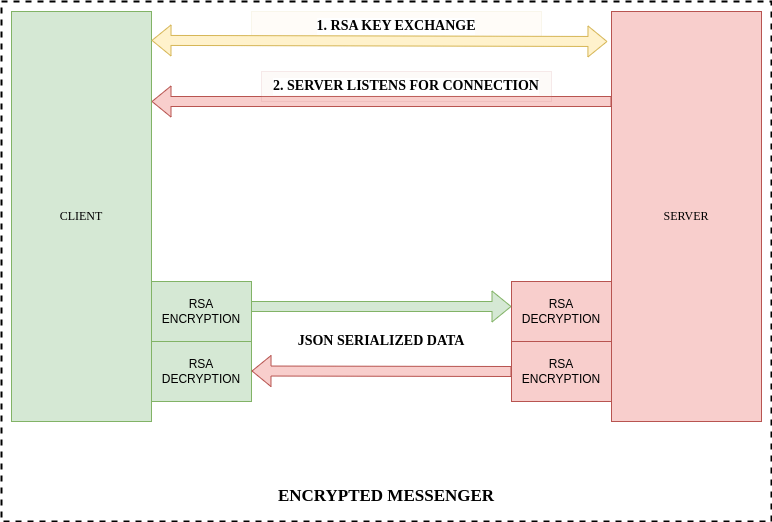 1. RSA KEY EXCHANGE
2. SERVER LISTENS FOR CONNECTION
CLIENT
SERVER
RSA
ENCRYPTION
RSA
DECRYPTION
JSON SERIALIZED DATA
RSA
DECRYPTION
RSA
ENCRYPTION
ENCRYPTED MESSENGER